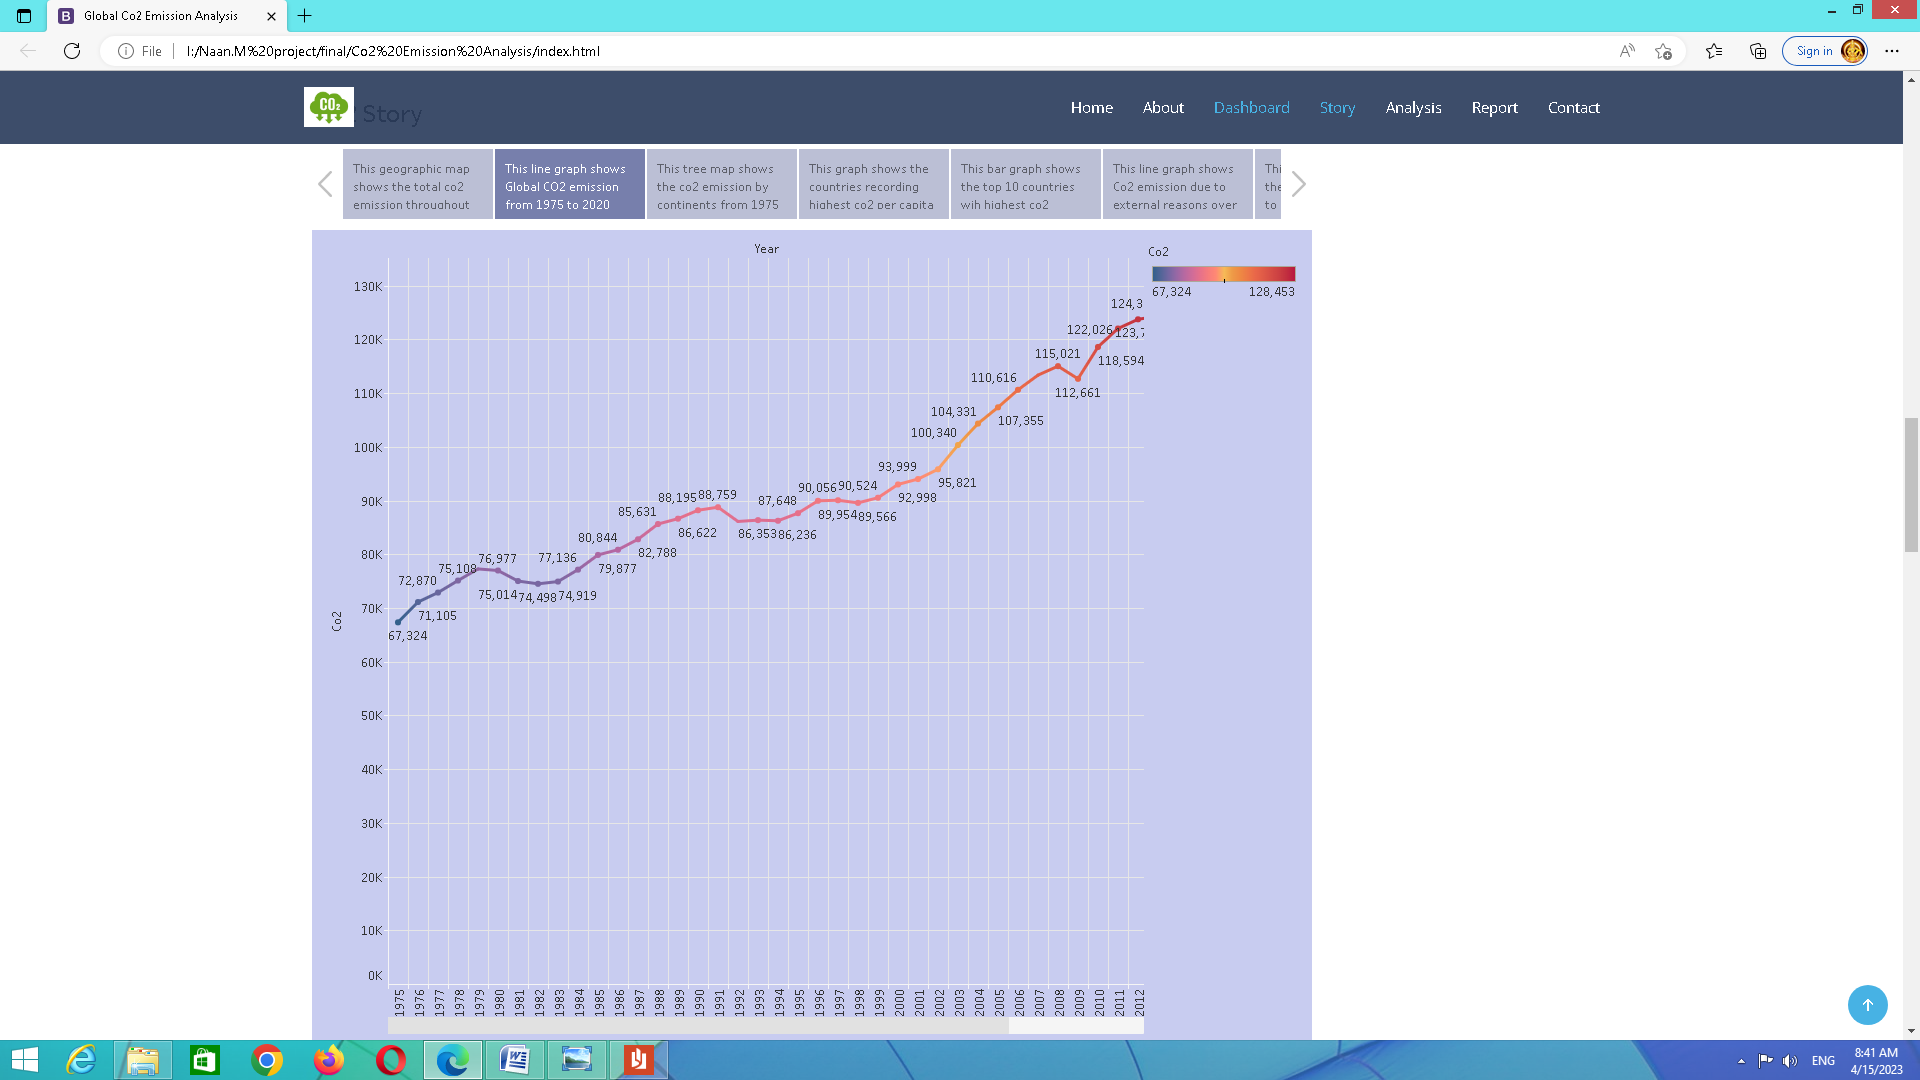 Global Co2 Emission Analysis
File
I:/Naan.M%20project/final/Co2%20Emission%20Analysis/index.html
Sign in
CO2
Story
Home
About
Dashboard
Story
Analysis
Report
Contact
This geographic map
shows the total co2
emission throughout
This line graph shows
Global CO2 emission
from 1975 to 2020
This tree map shows
the co2 emission by
continents from 1975
This graph shows the
countries recording
highest co2 per capita
This bar graph shows
the top 10 countries
wih highest co2
This line graph shows
Co2 emission due to
external reasons over
Thi
the
to
Year
Co2
67,324
128,453
130K
120K
110K
100K
90K
80K
70K
60K
50K
40K
30K
20K
10K
0K
Co2
67,324
72,870
71,105
75,108
76,977
75,014
74,498
77,136
74,919
80,844
79,877
85,631
82,788
88,195
86,622
88,759
86,353
87,648
86,236
90,056
89,954
90,524
89,566
93,999
92,998
100,340
95,821
104,331
110,616
107,355
115,021
112,661
122,026
118,594
124,3
123,7
1975
1976
1977
1978
1979
1980
1981
1982
1983
1984
1985
1986
1987
1988
1989
1990
1991
1992
1993
1994
1995
1996
1997
1998
1999
2000
2001
2002
2003
2004
2005
2006
2007
2008
2009
2010
2011
2012
ENG
8:41 AM
4/15/2023